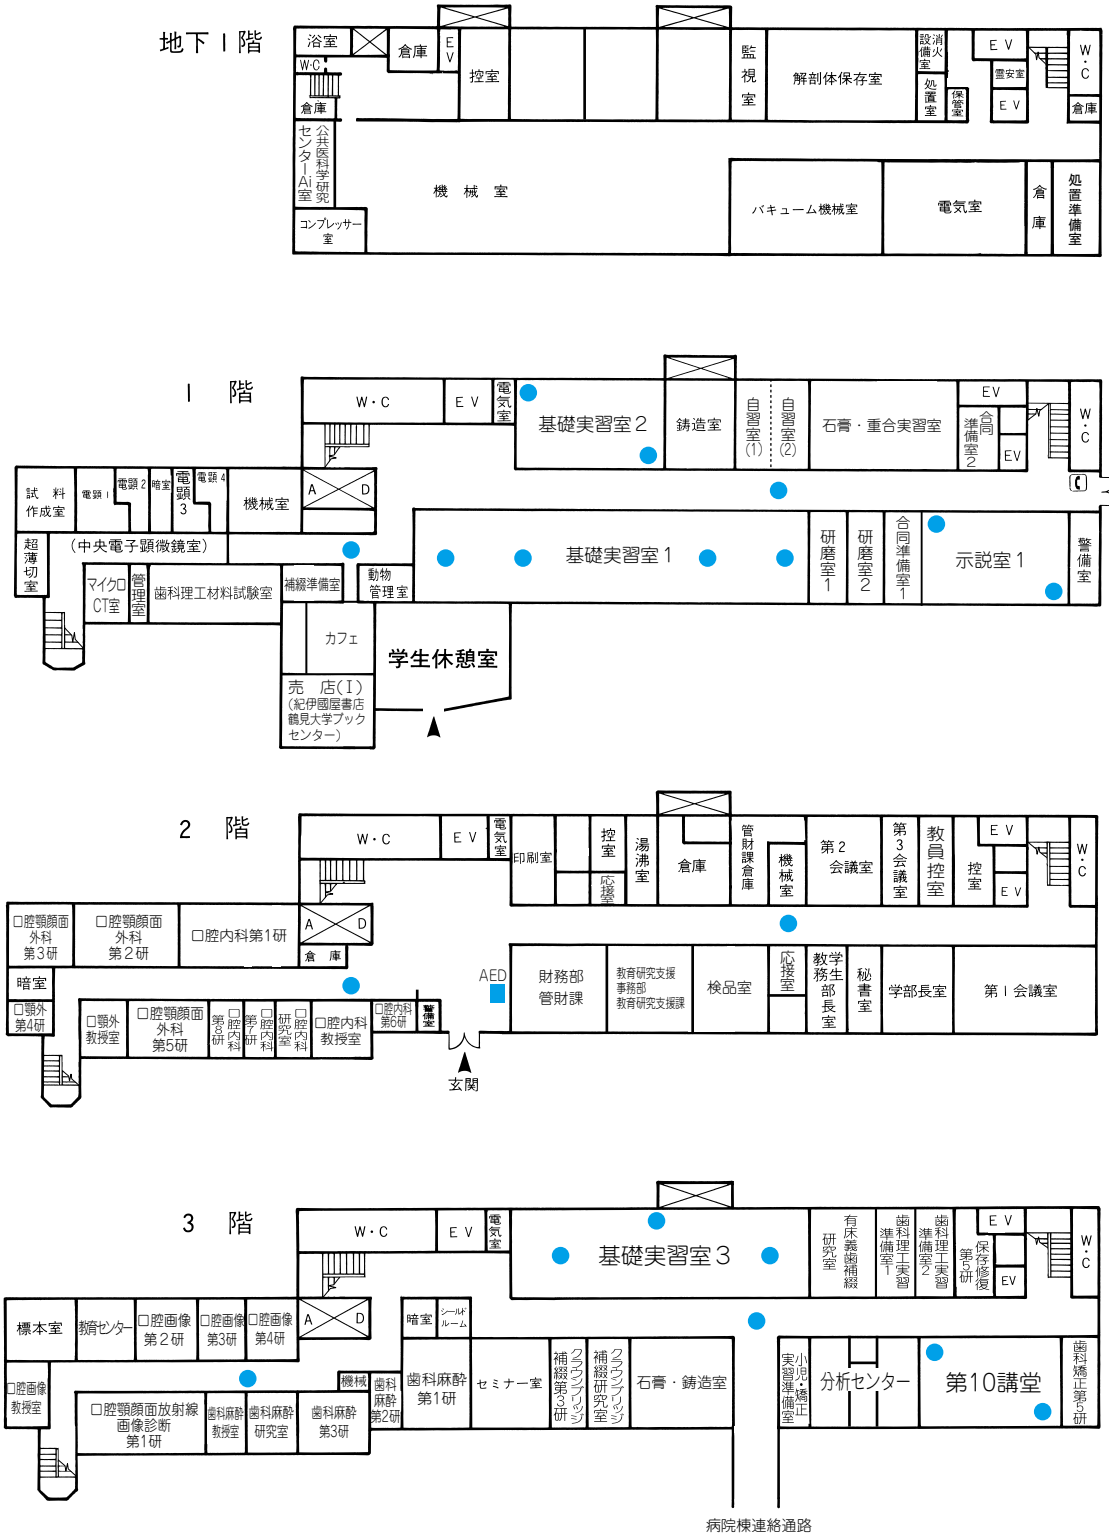 地下1階
浴室
W・C
倉庫
倉庫
EV
控室
監視室
解剖体保存室
消火
設備室
処置室
保管室
EV
霊安室
EV
W・C
倉庫
公共医科学研究
センターAi室
コンプレッサー
室
機 械 室
バキューム機械室
電気室
倉庫
処置準備室
1 階
W・C
EV
電気室
基礎実習室2
鋳造室
自習室(1)
自習室(2)
石膏・重合実習室
EV
合同
準備室2
EV
W・C
試 料
作成室
電顕1
電顕2
暗室
電顕3
電顕4
機械室
A D
超薄切室
(中央電子顕微鏡室)
マイクロ
CT室
管理室
歯科理工材料試験室
補綴準備室
動物
管理室
基礎実習室1
研磨室1
研磨室2
合同準備室1
示説室1
警備室
カフェ
学生休憩室
売 店(I)
(紀伊國屋書店
鶴見大学ブック
センター)
2 階
W・C
EV
電気室
印刷室
控室
応接室
湯沸室
倉庫
管財課倉庫
機械室
第2
会議室
第3会議室
教員控室
控室
EV
EV
W・C
口腔顎顔面
外科
第3研
口腔顎顔面
外科
第2研
口腔内科第1研
A D
倉 庫
暗室
口顎外
第4研
口顎外
教授室
口腔顎顔面
外科
第5研
口腔内科
第8研
口腔内科
第7研
口腔内科
研究室
口腔内科
教授室
口腔内科
第6研
警備室
AED
玄関
財務部
管財課
教育研究支援
事務部
教育研究支援課
検品室
応接室
学生
教務部長室
秘書室
学部長室
第1会議室
3 階
W・C
EV
電気室
基礎実習室3
有床義歯補綴
研究室
歯科理工実習
準備室1
歯科理工実習
準備室2
保存修復
第5研
EV
EV
W・C
標本室
教育センター
口腔画像
第2研
口腔画像
第3研
口腔画像
第4研
A D
暗室
シールド
ルーム
口腔画像
教授室
口腔顎顔面放射線
画像診断
第1研
歯科麻酔
教授室
歯科麻酔
研究室
歯科麻酔
第3研
機械
歯科
麻酔
第2研
歯科麻酔
第1研
セミナー室
クラウンブリッジ
補綴第3研
クラウンブリッジ
補綴研究室
石膏・鋳造室
小児・矯正
実習準備室
分析センター
第10講堂
歯科矯正第5研
病院棟連絡通路